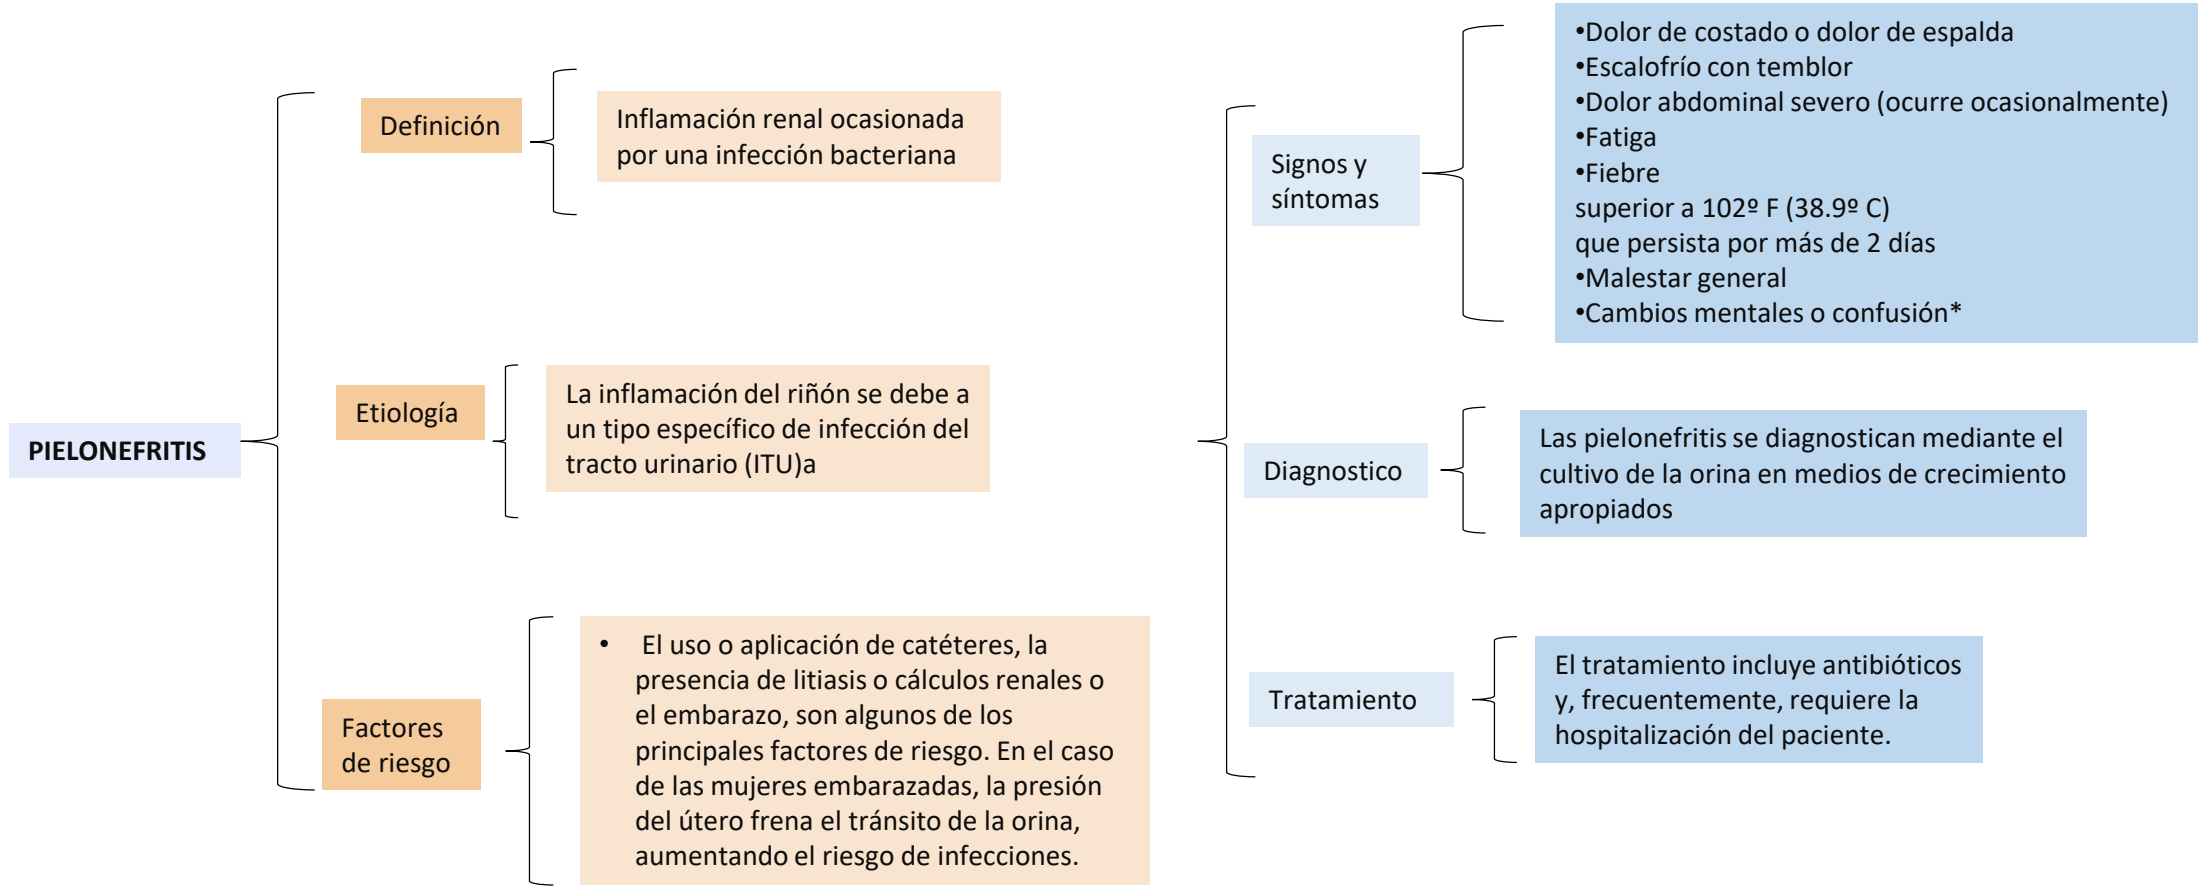 PIELONEFRITIS
Definición
Inflamación renal ocasionada
por una infección bacteriana
Etiología
La inflamación del riñón se debe a
un tipo específico de infección del
tracto urinario (ITU)a
Factores
de riesgo
• El uso o aplicación de catéteres, la
presencia de litiasis o cálculos renales o
el embarazo, son algunos de los
principales factores de riesgo. En el caso
de las mujeres embarazadas, la presión
del útero frena el tránsito de la orina,
aumentando el riesgo de infecciones.
Signos y
síntomas
•Dolor de costado o dolor de espalda
•Escalofrío con temblor
•Dolor abdominal severo (ocurre ocasionalmente)
•Fatiga
•Fiebre
superior a 102º F (38.9º C)
que persista por más de 2 días
•Malestar general
•Cambios mentales o confusión*
Diagnostico
Las pielonefritis se diagnostican mediante el
cultivo de la orina en medios de crecimiento
apropiados
Tratamiento
El tratamiento incluye antibióticos
y, frecuentemente, requiere la
hospitalización del paciente.